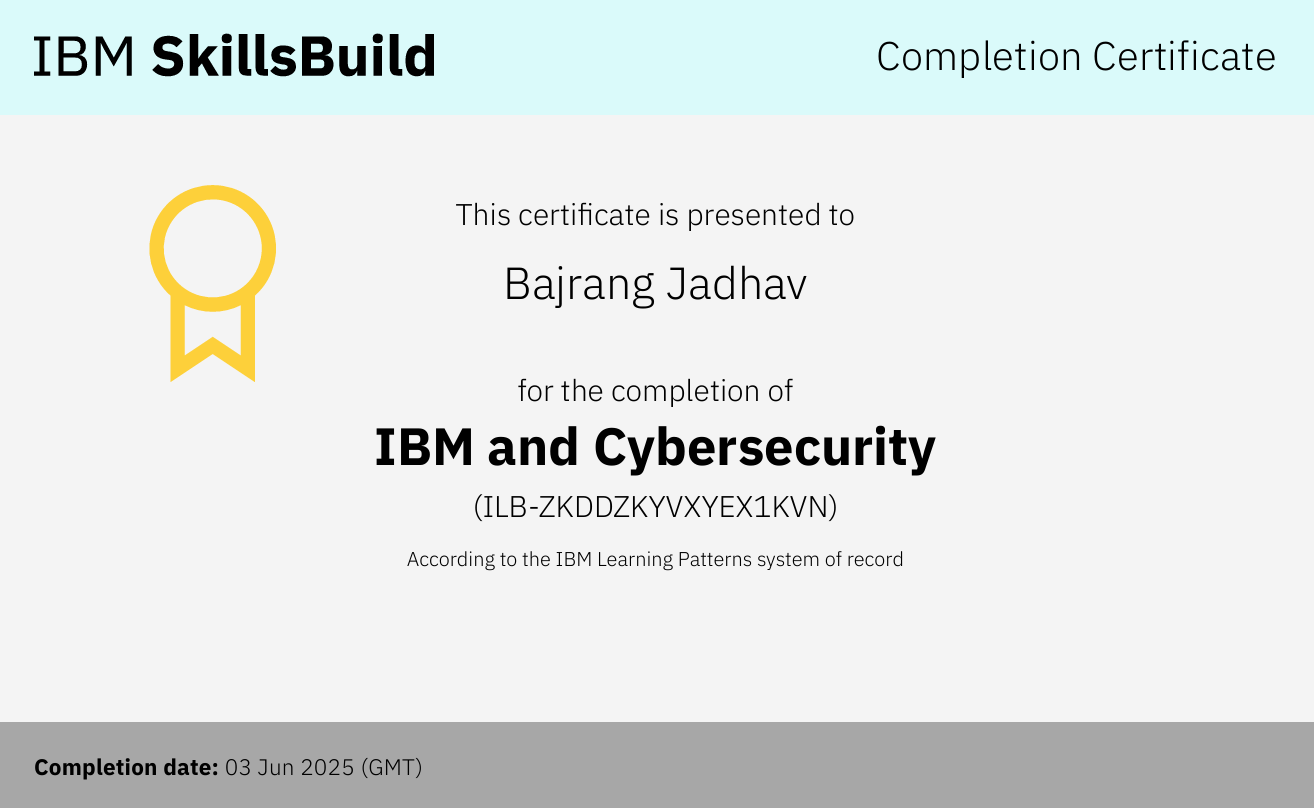 IBM SkillsBuild
Completion Certificate
This certificate is presented to
Bajrang Jadhav
for the completion of
IBM and Cybersecurity
(ILB-ZKDDZKYVXYEX1KVN)
According to the IBM Learning Patterns system of record
Completion date: 03 Jun 2025 (GMT)